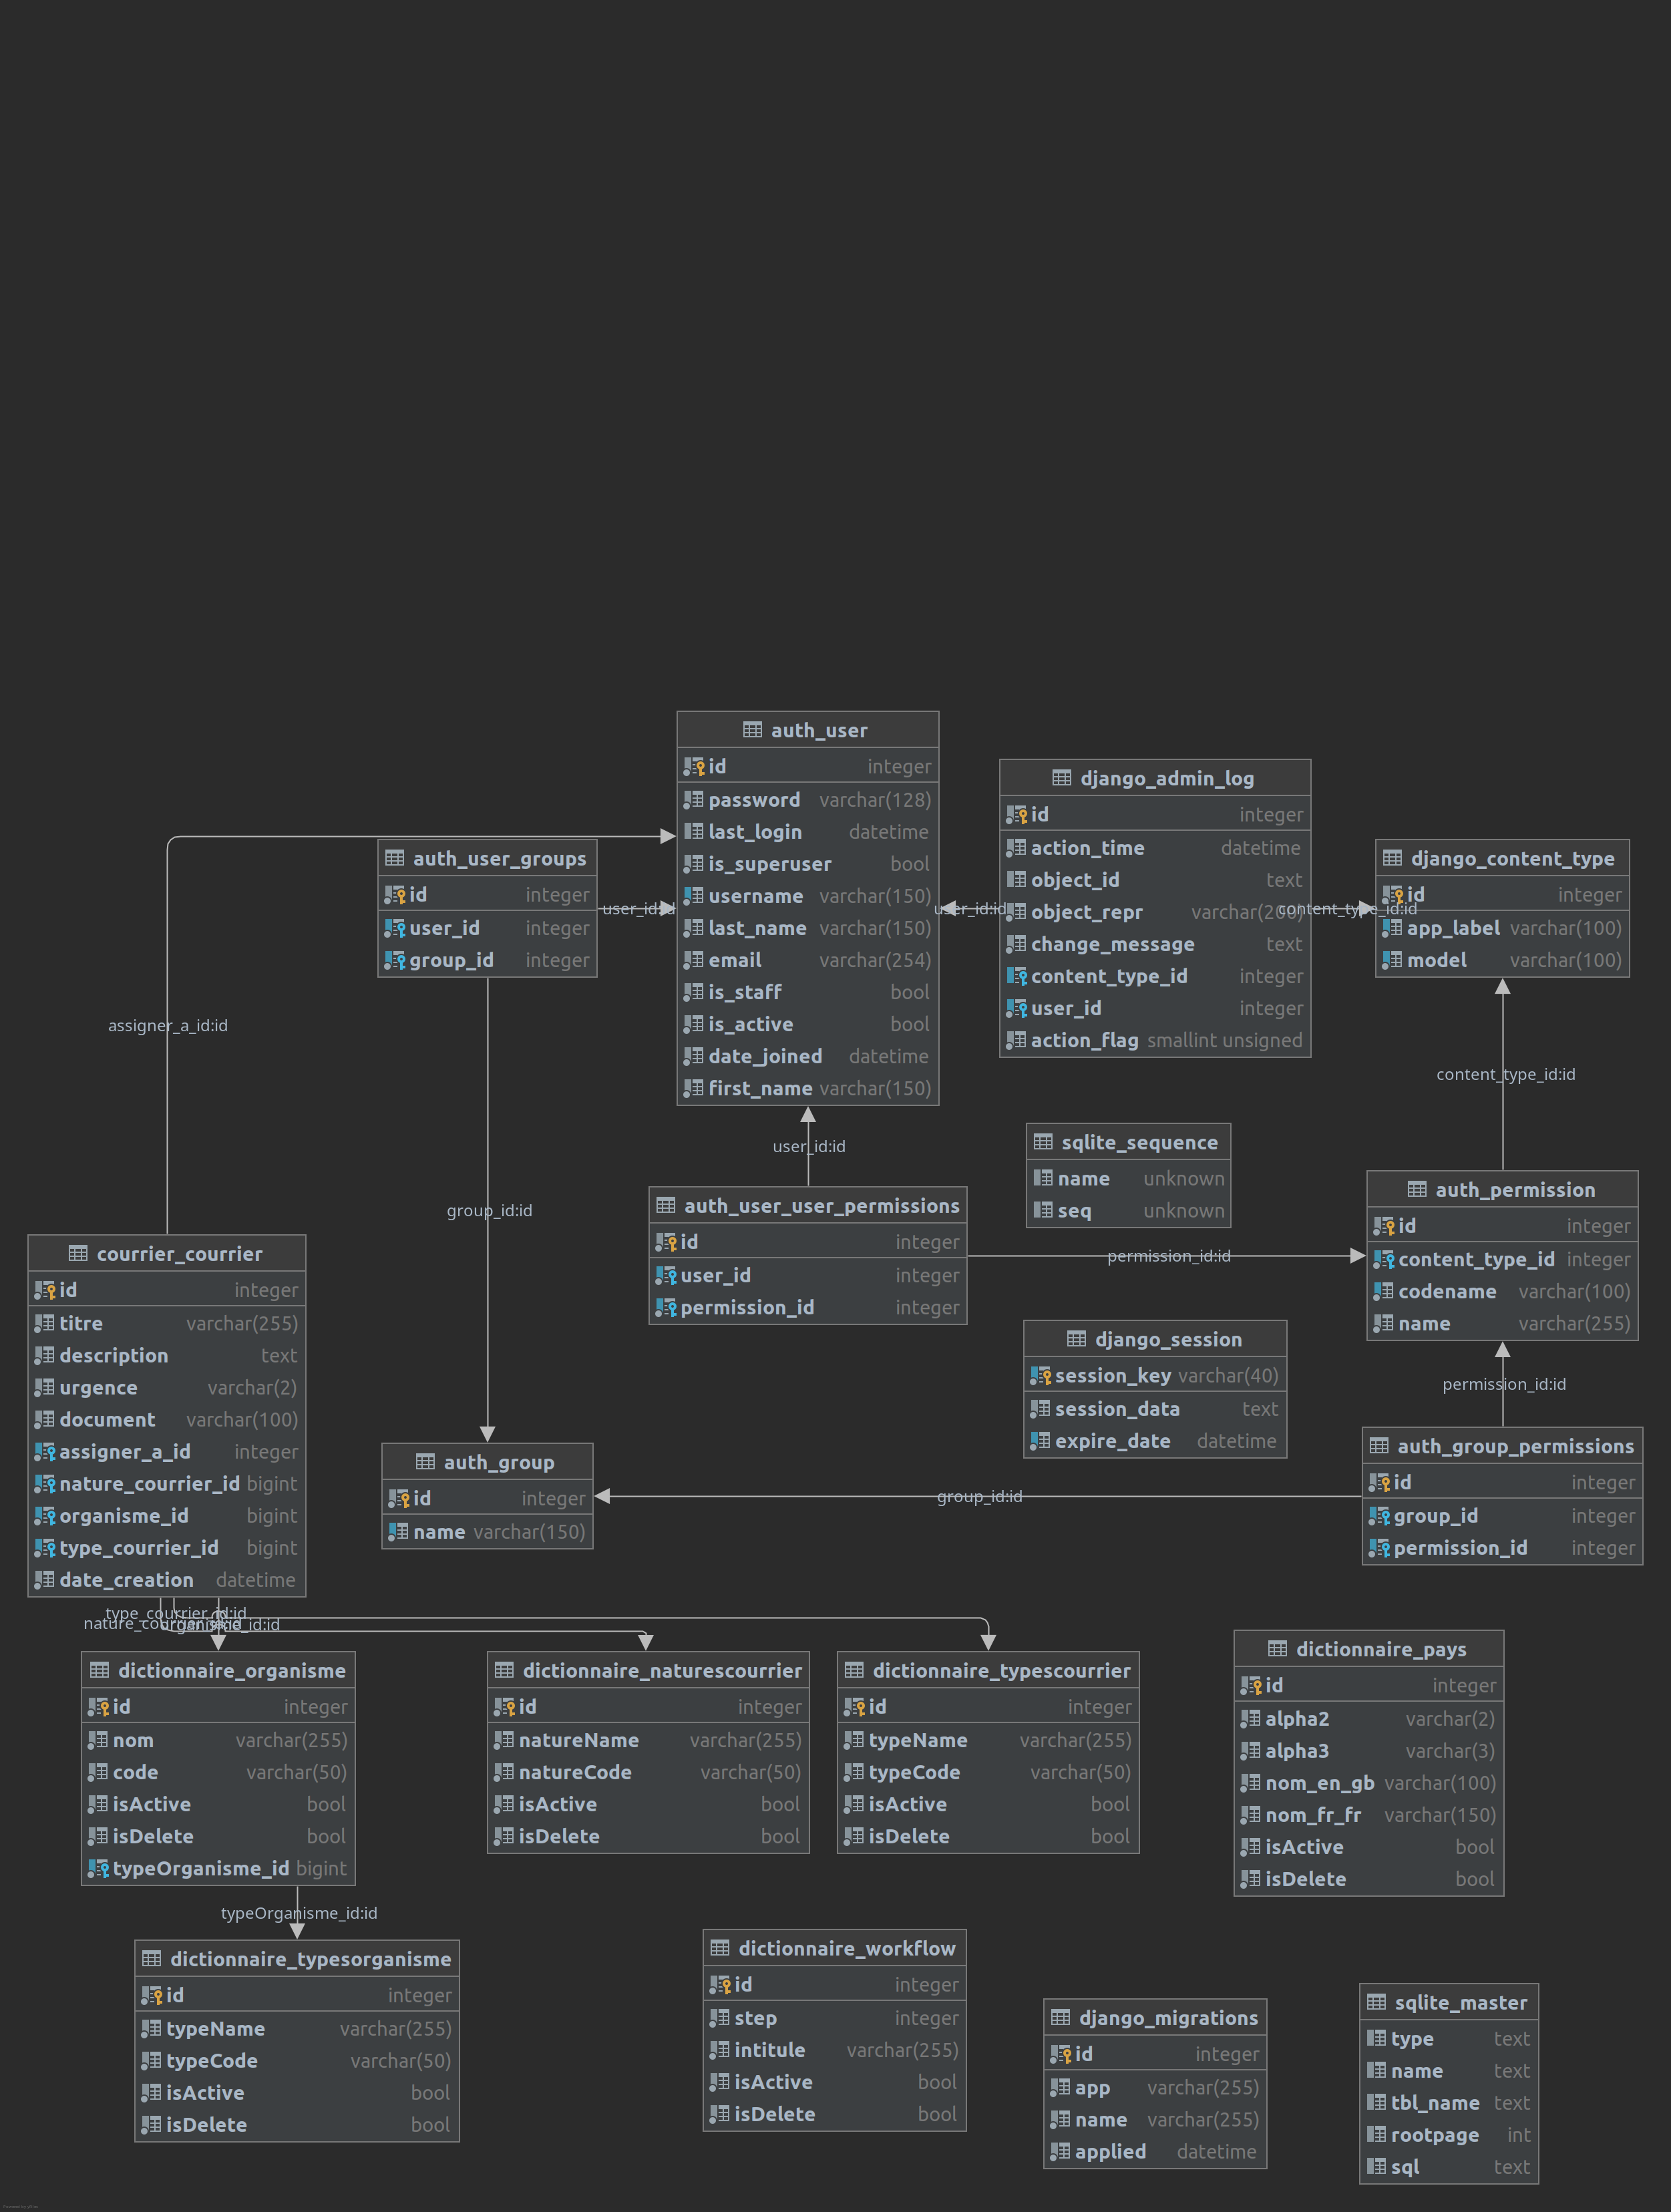 auth_user
id integer
password varchar(128)
last_login datetime
is_superuser bool
username varchar(150)
last_name varchar(150)
email varchar(254)
is_staff bool
is_active bool
date_joined datetime
first_name varchar(150)
django_admin_log
id integer
action_time datetime
object_id text
object_repr varchar(200)
change_message text
content_type_id integer
user_id integer
action_flag smallint unsigned
auth_user_groups
id integer
user_id integer
group_id integer
django_content_type
id integer
app_label varchar(100)
model varchar(100)
user_id:id
user_id:id
content_type_id:id
assigner_a_id:id
content_type_id:id
user_id:id
group_id:id
sqlite_sequence
name unknown
seq unknown
auth_permission
id integer
content_type_id integer
codename varchar(100)
name varchar(255)
auth_user_user_permissions
id integer
user_id integer
permission_id integer
permission_id:id
courrier_courrier
id integer
titre varchar(255)
description text
urgence varchar(2)
document varchar(100)
assigner_a_id integer
nature_courrier_id bigint
organisme_id bigint
type_courrier_id bigint
date_creation datetime
django_session
session_key varchar(40)
session_data text
expire_date datetime
permission_id:id
auth_group
id integer
name varchar(150)
group_id:id
auth_group_permissions
id integer
group_id integer
permission_id integer
type_courrier_id:id
nature_courrier_id:id
organisme_id:id
dictionnaire_organisme
id integer
nom varchar(255)
code varchar(50)
isActive bool
isDelete bool
typeOrganisme_id bigint
dictionnaire_naturescourrier
id integer
natureName varchar(255)
natureCode varchar(50)
isActive bool
isDelete bool
dictionnaire_typescourrier
id integer
typeName varchar(255)
typeCode varchar(50)
isActive bool
isDelete bool
dictionnaire_pays
id integer
alpha2 varchar(2)
alpha3 varchar(3)
nom_en_gb varchar(100)
nom_fr_fr varchar(150)
isActive bool
isDelete bool
typeOrganisme_id:id
dictionnaire_typesorganisme
id integer
typeName varchar(255)
typeCode varchar(50)
isActive bool
isDelete bool
dictionnaire_workflow
id integer
step integer
intitule varchar(255)
isActive bool
isDelete bool
django_migrations
id integer
app varchar(255)
name varchar(255)
applied datetime
sqlite_master
type text
name text
tbl_name text
rootpage int
sql text
Powered by yFiles